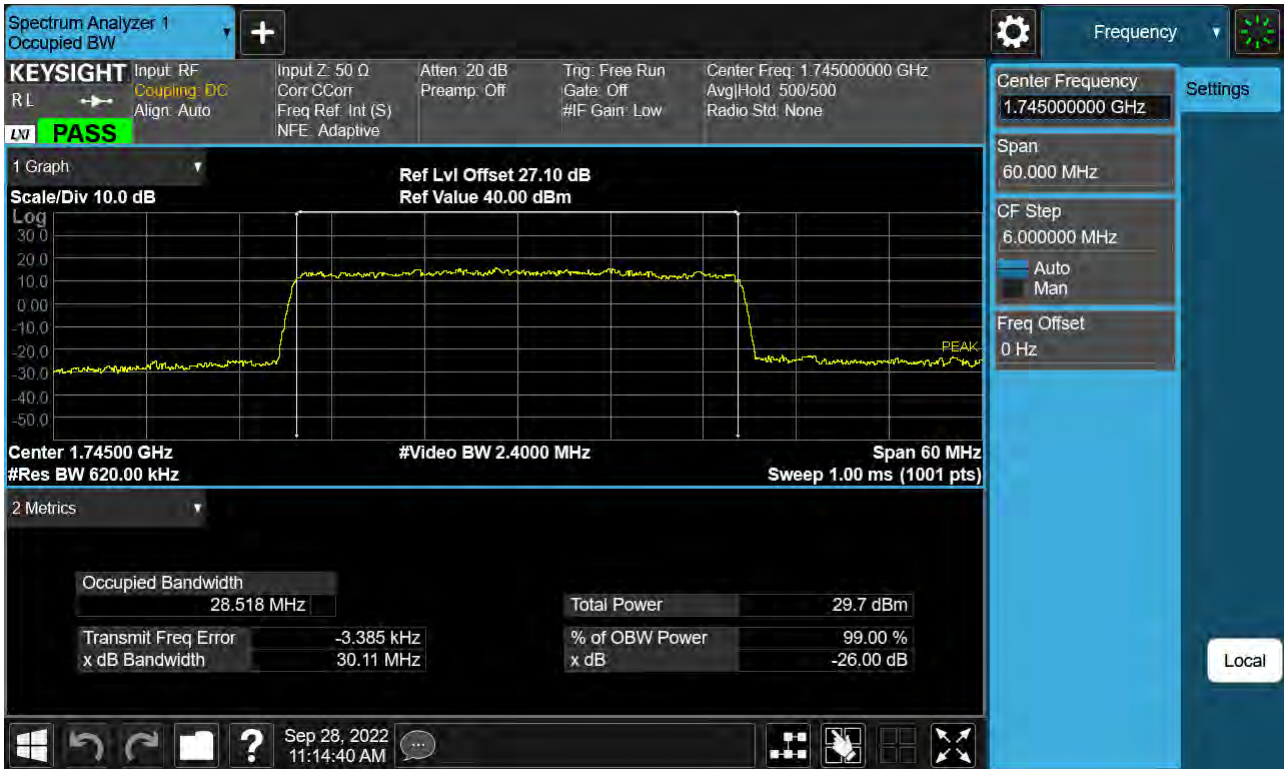 Spectrum Analyzer 1
Occupied BW
Frequency
KEYSIGHT
RL
LXI
PASS
Input: RF
Coupling: DC
Align: Auto
Input Z: 50 Ω
Corr CCorr
Freq Ref: Int (S)
NFE: Adaptive
Atten: 20 dB
Preamp: Off
Trig: Free Run
Gate: Off
#IF Gain: Low
Center Freq: 1.745000000 GHz
Avg|Hold: 500/500
Radio Std: None
1 Graph
Scale/Div 10.0 dB
Ref Lvl Offset 27.10 dB
Ref Value 40.00 dBm
Log
30.0
20.0
10.0
0.00
-10.0
-20.0
-30.0
-40.0
-50.0
PEAK
Center 1.74500 GHz
#Video BW 2.4000 MHz
Span 60 MHz
#Res BW 620.00 kHz
Sweep 1.00 ms (1001 pts)
2 Metrics
Occupied Bandwidth
28.518 MHz
Total Power 29.7 dBm
Transmit Freq Error -3.385 kHz
% of OBW Power 99.00 %
x dB Bandwidth 30.11 MHz
x dB -26.00 dB
Center Frequency
1.745000000 GHz
Settings
Span
60.000 MHz
CF Step
6.000000 MHz
Auto
Man
Freq Offset
0 Hz
Local
?
Sep 28, 2022
11:14:40 AM